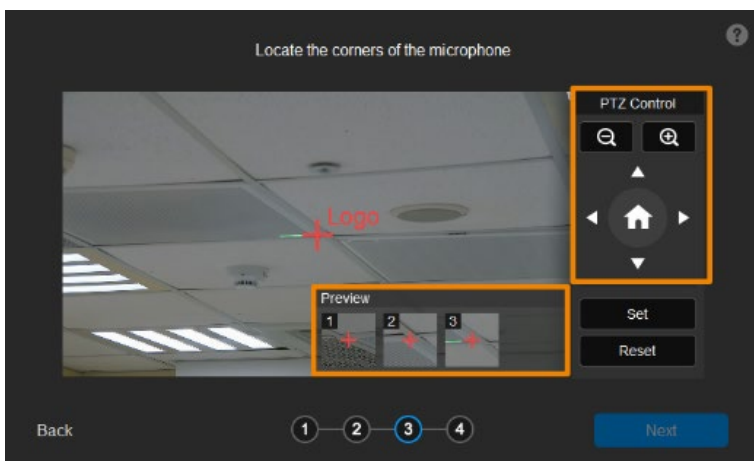 Locate the corners of the microphone
?
PTZ Control
Logo
Preview
1 2 3
Set
Reset
Back
1 2 3 4
Next